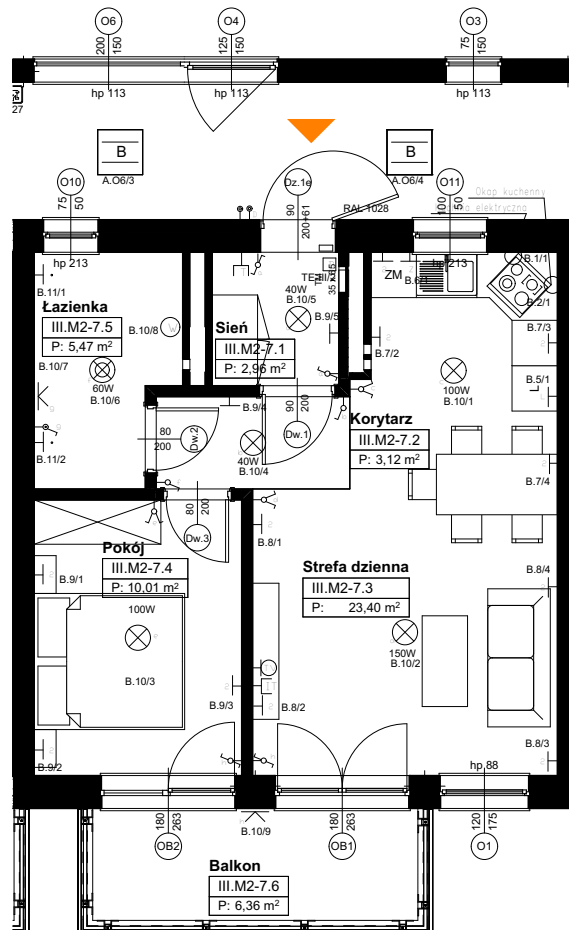 O6
O4
O3
200
150
125
150
75
150
hp 113
hp 113
hp 113
27
B
A.O6/3
B
A.O6/4
O10
75
50
Dz.1e
90
200+61
RAL 1028
O11
100
50
Okap kuchenny
elektryczna
hp 213
hp 213
B.11/1
TM
35
40W
B.10/5
ZM
B.6/1
B.1/1
B.2/1
Łazienka
III.M2-7.5
P: 5,47 m²
B.10/8
W
Sień
III.M2-7.1
P: 2,96 m²
B.9/5
B.7/2
B.7/3
B.10/7
60W
B.10/6
100W
B.10/1
B.5/1
B.9/4
90
200
Dw.1
Korytarz
III.M2-7.2
P: 3,12 m²
80
200
Dw.2
40W
B.10/4
B.11/2
B.7/4
80
200
Dw.3
B.8/1
Pokój
III.M2-7.4
P: 10,01 m²
Strefa dzienna
III.M2-7.3
P: 23,40 m²
B.9/1
B.8/4
100W
150W
B.10/2
B.10/3
TV
IT
B.9/3
B.8/2
B.9/2
B.8/3
hp.88
180
263
OB2
B.10/9
180
263
OB1
120
175
O1
Balkon
III.M2-7.6
P: 6,36 m²